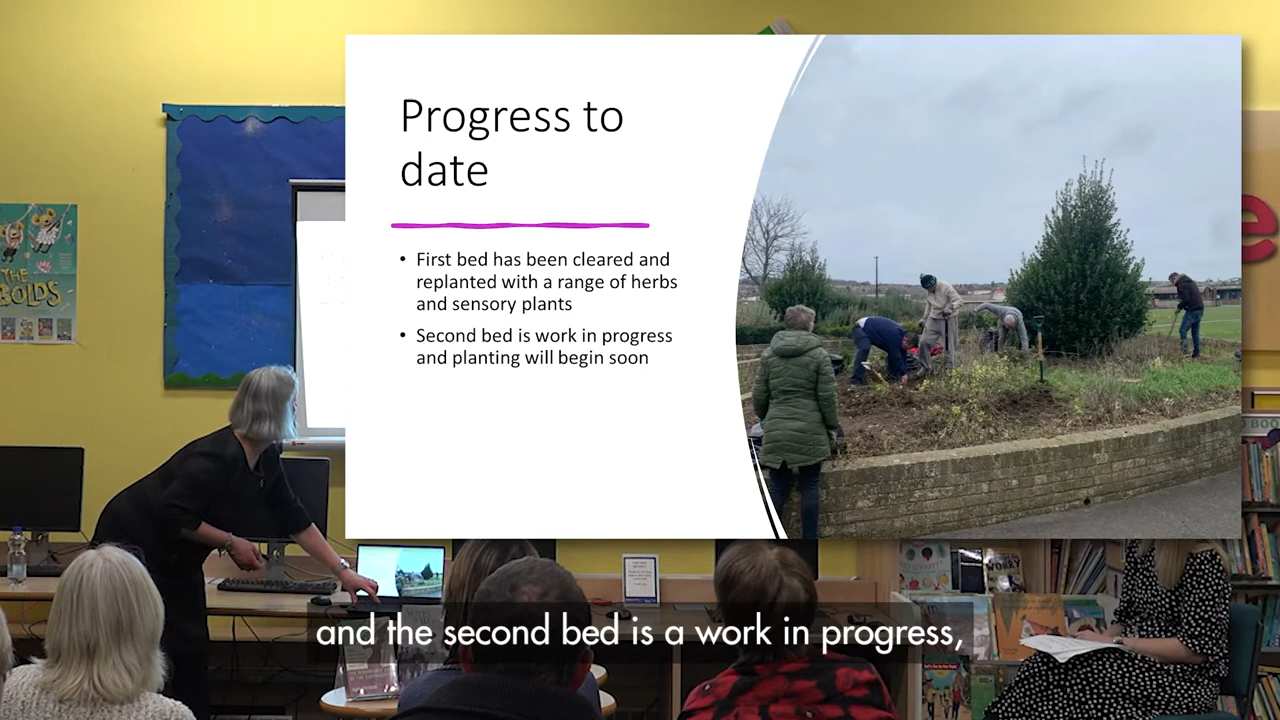 Progress to
date
• First bed has been cleared and
replanted with a range of herbs
and sensory plants
• Second bed is work in progress
and planting will begin soon
THE
BOLDS
e
WORRY
and the second bed is a work in progress,